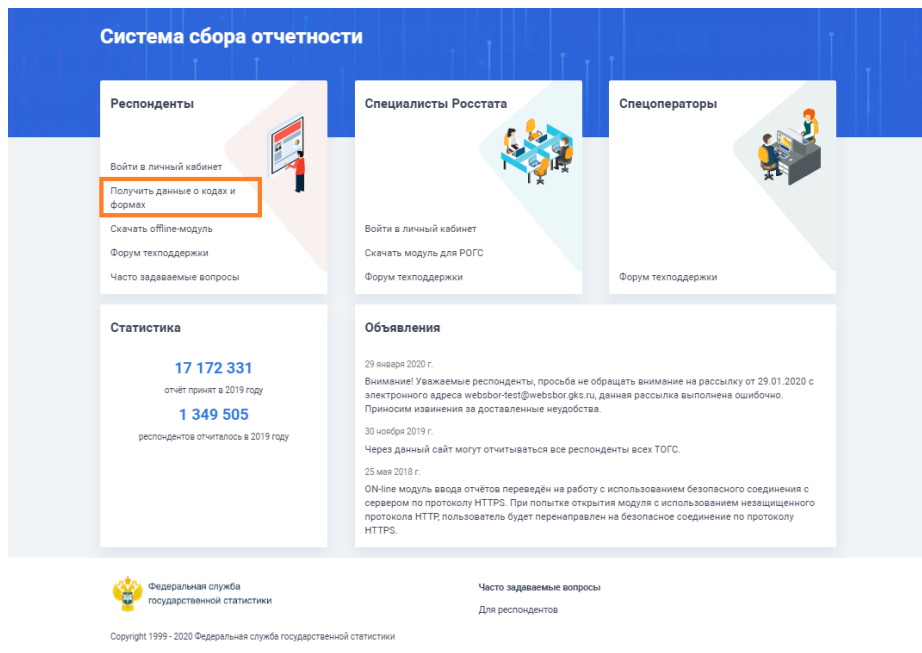 Система сбора отчетности
Респонденты
Войти в личный кабинет
Получить данные о кодах и
формах
Скачать offline-модуль
Форум техподдержки
Часто задаваемые вопросы
Специалисты Росстата
Войти в личный кабинет
Скачать модуль для РОГС
Форум техподдержки
Спецоператоры
Форум техподдержки
Статистика
17 172 331
отчёт принят в 2019 году
1 349 505
респондентов отчиталось в 2019 году
Объявления
29 января 2020 г.
Внимание! Уважаемые респонденты, просьба не обращать внимание на рассылку от 29.01.2020 с
электронного адреса websbor-test@websbor.gks.ru, данная рассылка выполнена ошибочно.
Приносим извинения за доставленные неудобства.
30 ноября 2019 г.
Через данный сайт могут отчитываться все респонденты всех ТОГС.
25 мая 2018 г.
ON-line модуль ввода отчётов переведён на работу с использованием безопасного соединения с
сервером по протоколу HTTPS. При попытке открытия модуля с использованием незащищенного
протокола HTTP, пользователь будет перенаправлен на безопасное соединение по протоколу
HTTPS.
Федеральная служба
государственной статистики
Часто задаваемые вопросы
Для респондентов
Copyright 1999 - 2020 Федеральная служба государственной статистики